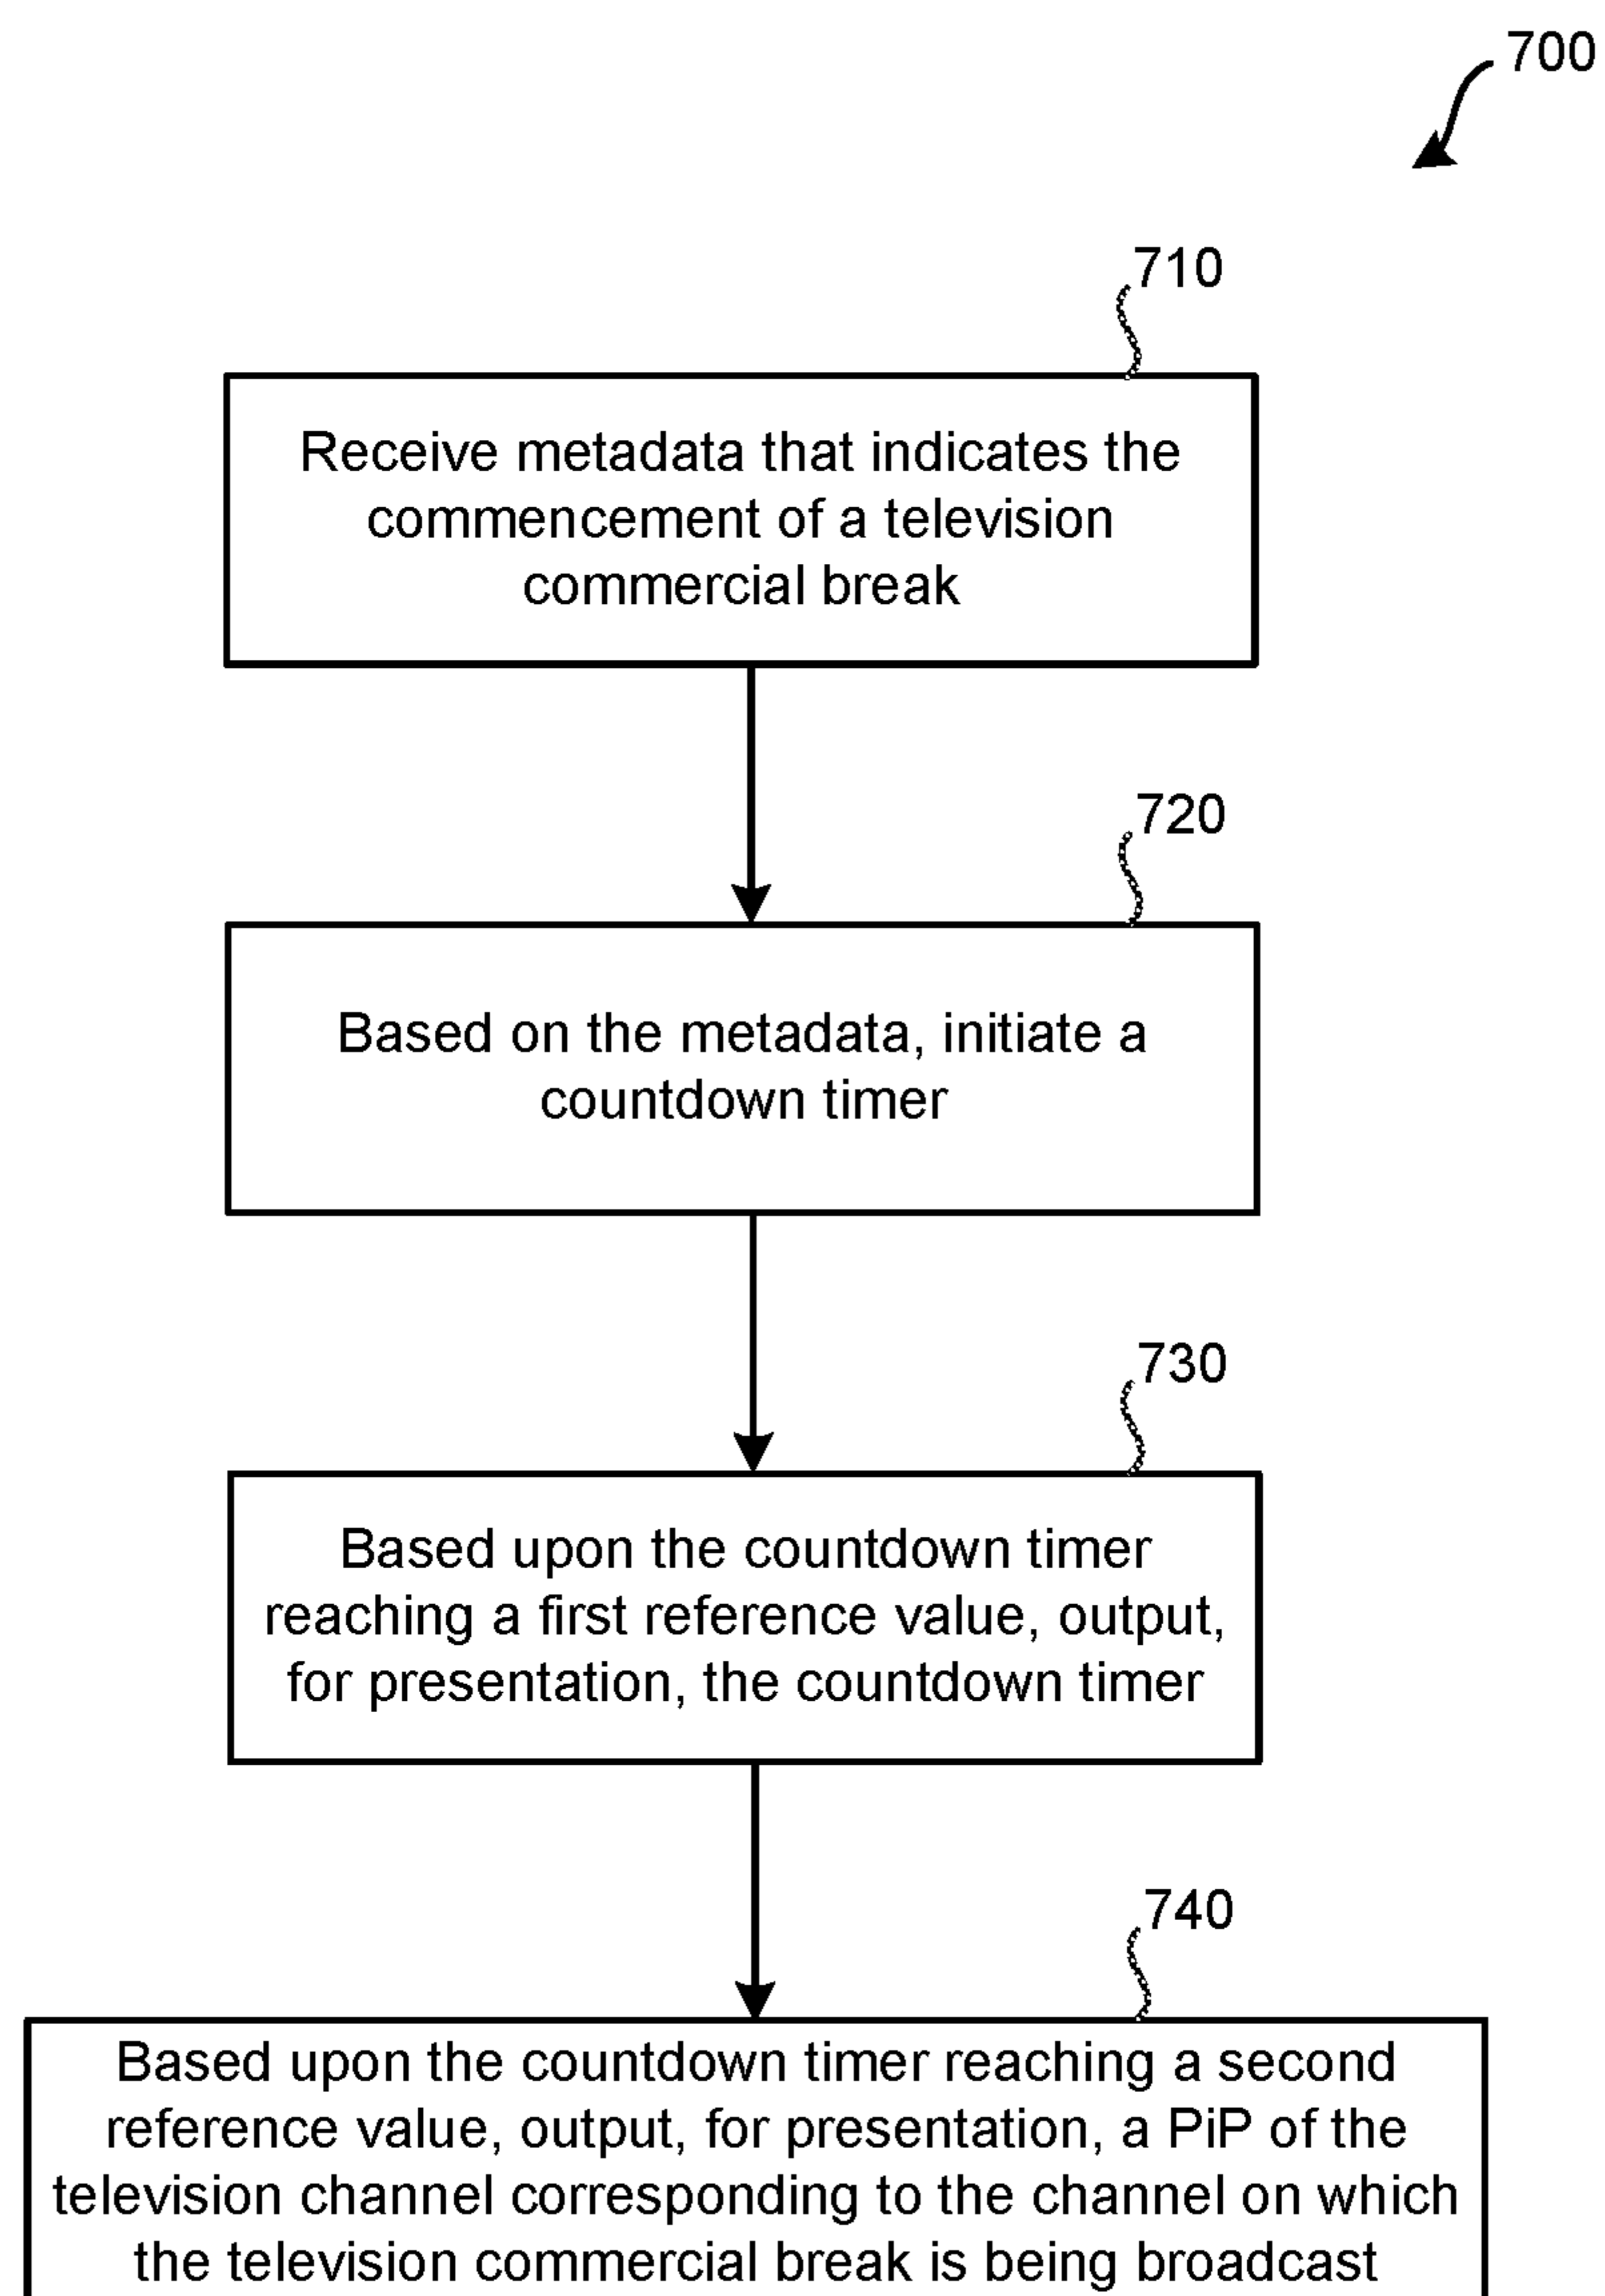 700
710
Receive metadata that indicates the
commencement of a television
commercial break
720
Based on the metadata, initiate a
countdown timer
730
Based upon the countdown timer
reaching a first reference value, output,
for presentation, the countdown timer
740
Based upon the countdown timer reaching a second
reference value, output, for presentation, a PiP of the
television channel corresponding to the channel on which
the television commercial break is being broadcast